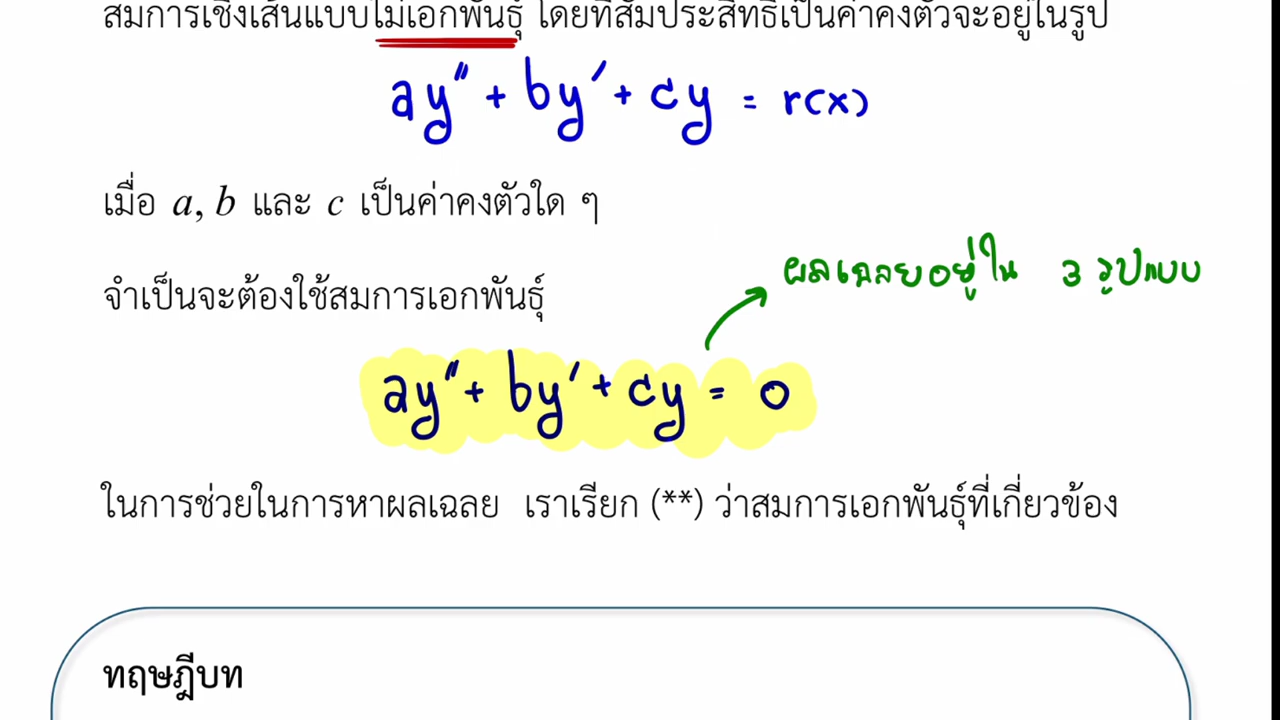 สมการเชิงเส้นแบบไม่เอกพันธุ์ โดยที่สัมประสิทธิ์เป็นค่าคงตัวจะอยู่ในรูป
ay" + by' + cy = r(x)
เมื่อ a, b และ c เป็นค่าคงตัวใด ๆ
ผลเฉลยอยู่ใน 3 รูปแบบ
จำเป็นจะต้องใช้สมการเอกพันธุ์
ay" + by' + cy = 0
ในการช่วยในการหาผลเฉลย เราเรียก (**) ว่าสมการเอกพันธุ์ที่เกี่ยวข้อง
ทฤษฎีบท